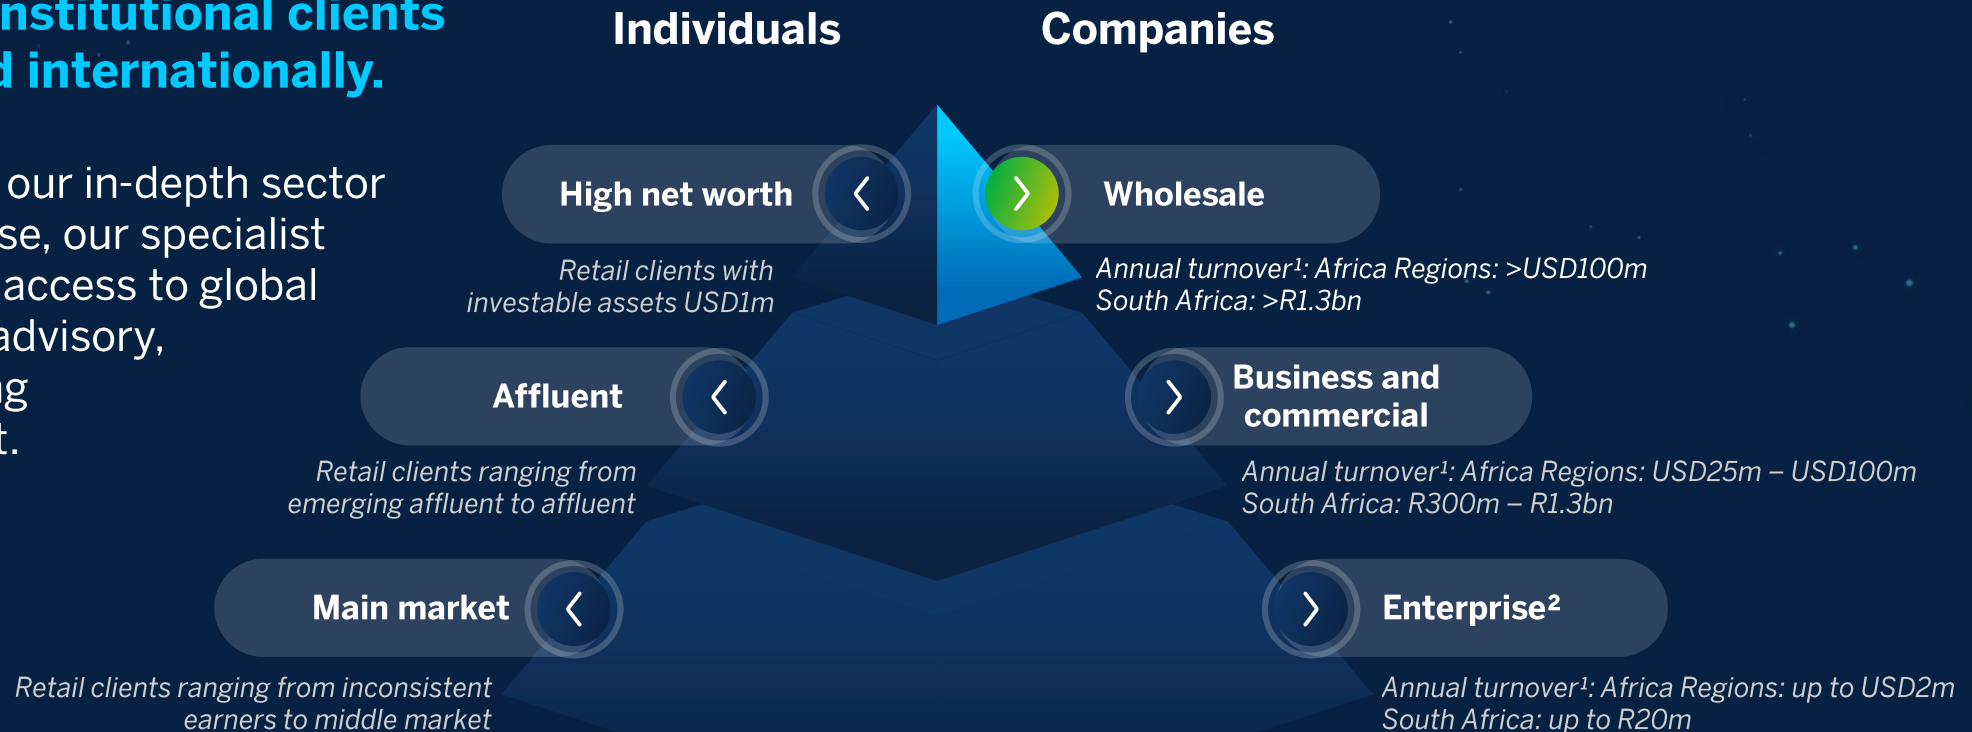 nstitutional clients
d internationally.
our in-depth sector
se, our specialist
access to global
advisory,
ng
t.
Individuals
Companies
High net worth
Retail clients with
investable assets USD1m
Wholesale
Annual turnover¹: Africa Regions: >USD100m
South Africa: >R1.3bn
Affluent
Retail clients ranging from
emerging affluent to affluent
Business and
commercial
Annual turnover¹: Africa Regions: USD25m – USD100m
South Africa: R300m – R1.3bn
Main market
Retail clients ranging from inconsistent
earners to middle market
Enterprise²
Annual turnover¹: Africa Regions: up to USD2m
South Africa: up to R20m